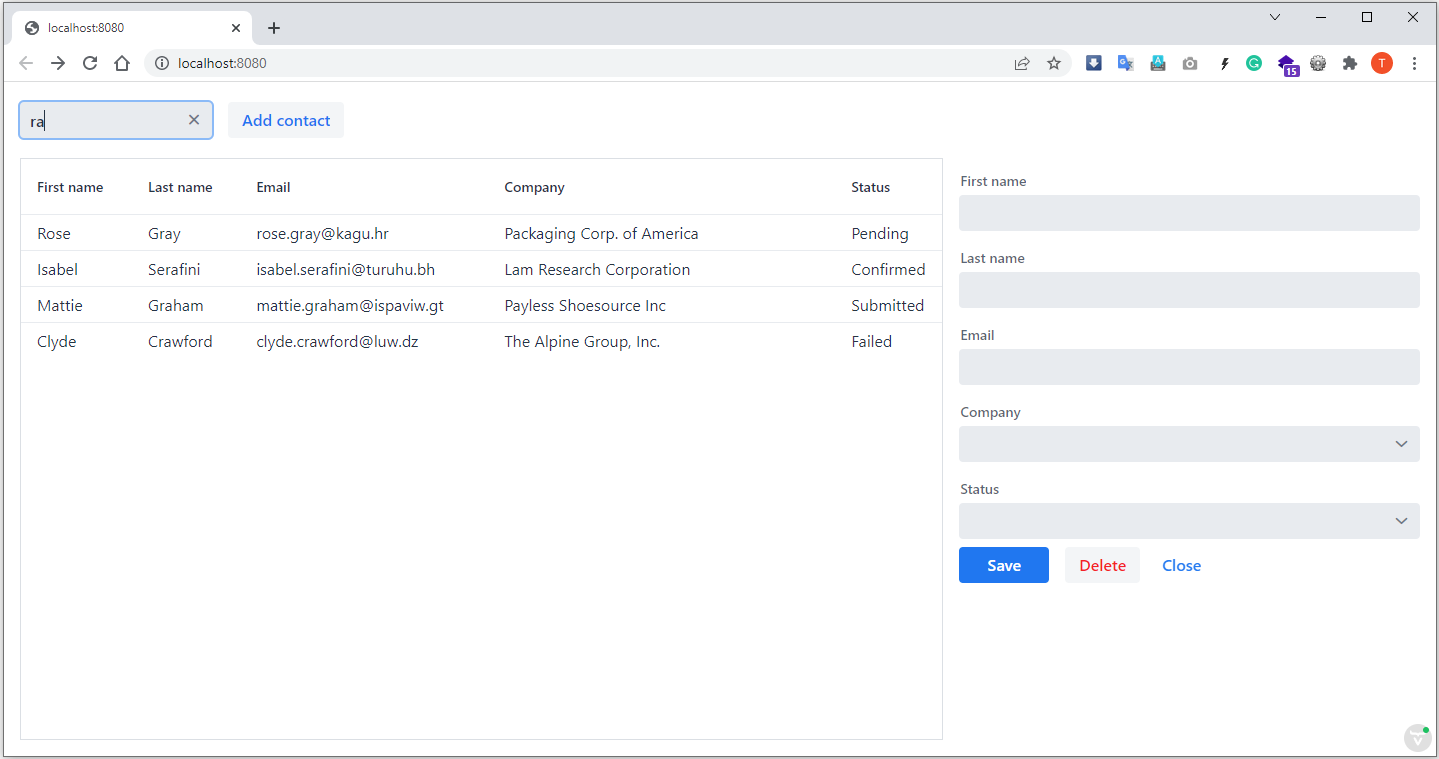 localhost:8080
localhost:8080
15
T
ra
Add contact
First name Last name Email Company Status
Rose Gray rose.gray@kagu.hr Packaging Corp. of America Pending
Isabel Serafini isabel.serafini@turuhu.bh Lam Research Corporation Confirmed
Mattie Graham mattie.graham@ispaviw.gt Payless Shoesource Inc Submitted
Clyde Crawford clyde.crawford@luw.dz The Alpine Group, Inc. Failed
First name
Last name
Email
Company
Status
Save Delete Close